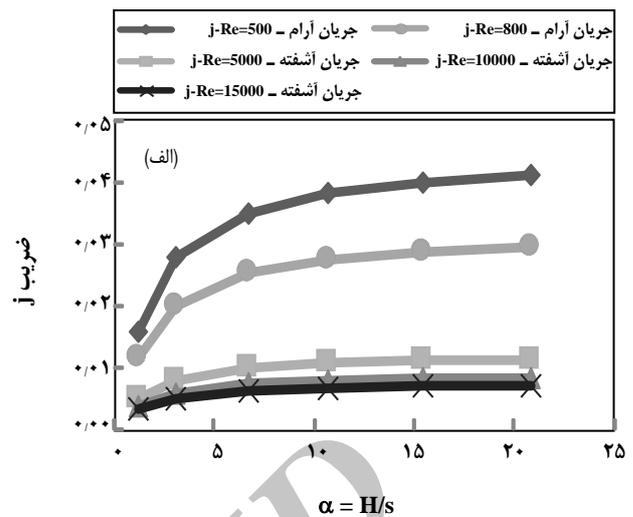 جریان آرام – j-Re=500
جریان آرام – j-Re=800
جریان آشفته – j-Re=5000
جریان آشفته – j-Re=10000
جریان آشفته – j-Re=15000
(الف)
۰٫۰۵
۰٫۰۴
۰٫۰۳
۰٫۰۲
۰٫۰۱
۰٫۰۰
ضریب j
۰ ۵ ۱۰ ۱۵ ۲۰ ۲۵
α = H/s